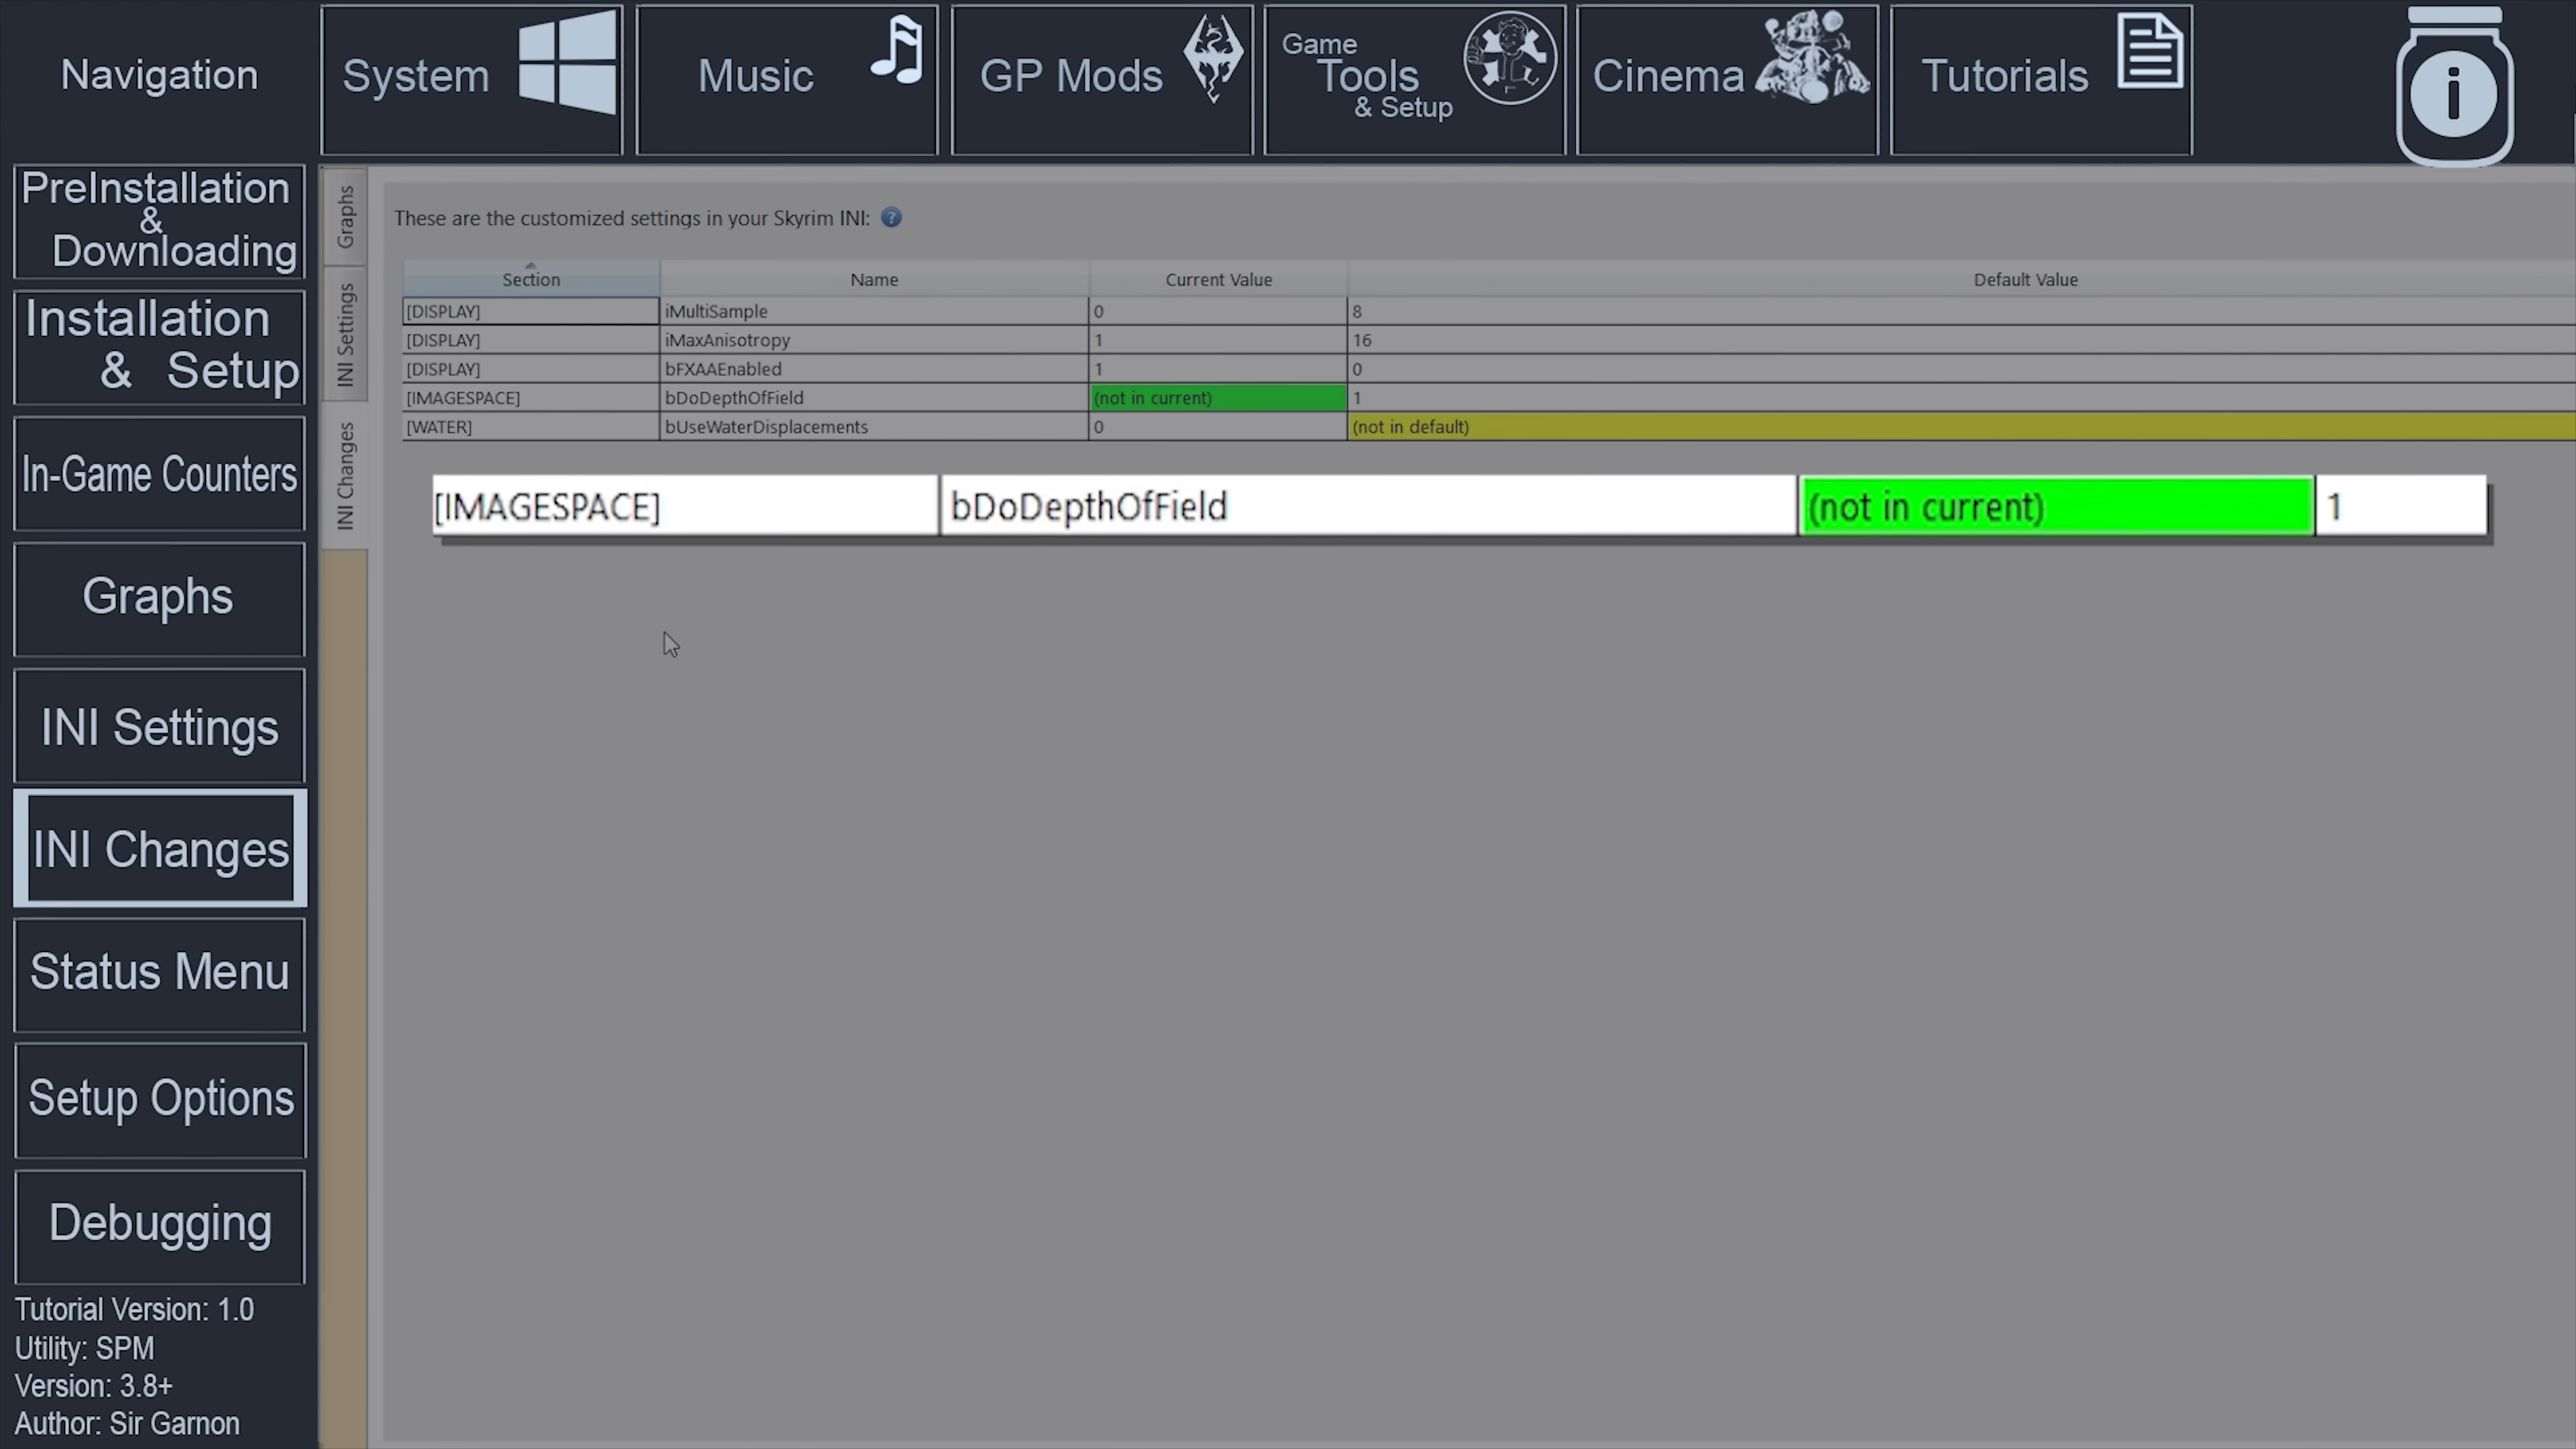 Navigation
System
Music
GP Mods
Game
Tools
& Setup
Cinema
Tutorials
i
PreInstallation
&
Downloading
Installation
& Setup
In-Game Counters
Graphs
INI Settings
INI Changes
Status Menu
Setup Options
Debugging
Tutorial Version: 1.0
Utility: SPM
Version: 3.8+
Author: Sir Garnon
Graphs
INI Settings
INI Changes
These are the customized settings in your Skyrim INI: ?
Section Name Current Value Default Value
[DISPLAY] iMultiSample 0 8
[DISPLAY] iMaxAnisotropy 1 16
[DISPLAY] bFXAAEnabled 1 0
[IMAGESPACE] bDoDepthOfField (not in current) 1
[WATER] bUseWaterDisplacements 0 (not in default)
[IMAGESPACE] bDoDepthOfField (not in current) 1